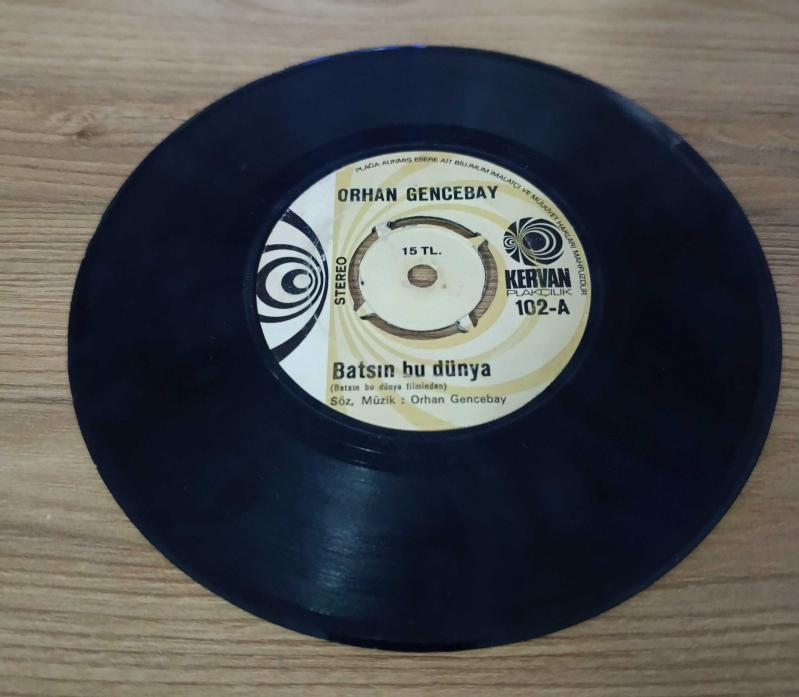 PLAĞA ALINMIŞ ESERE AİT BİLUMUM İMALATÇI VE MÜLKİYET HAKLARI MAHFUZDUR
ORHAN GENCEBAY
15 TL.
STEREO
KERVAN
PLAKÇILIK
102-A
Batsın bu dünya
(Batsın bu dünya filminden)
Söz, Müzik : Orhan Gencebay